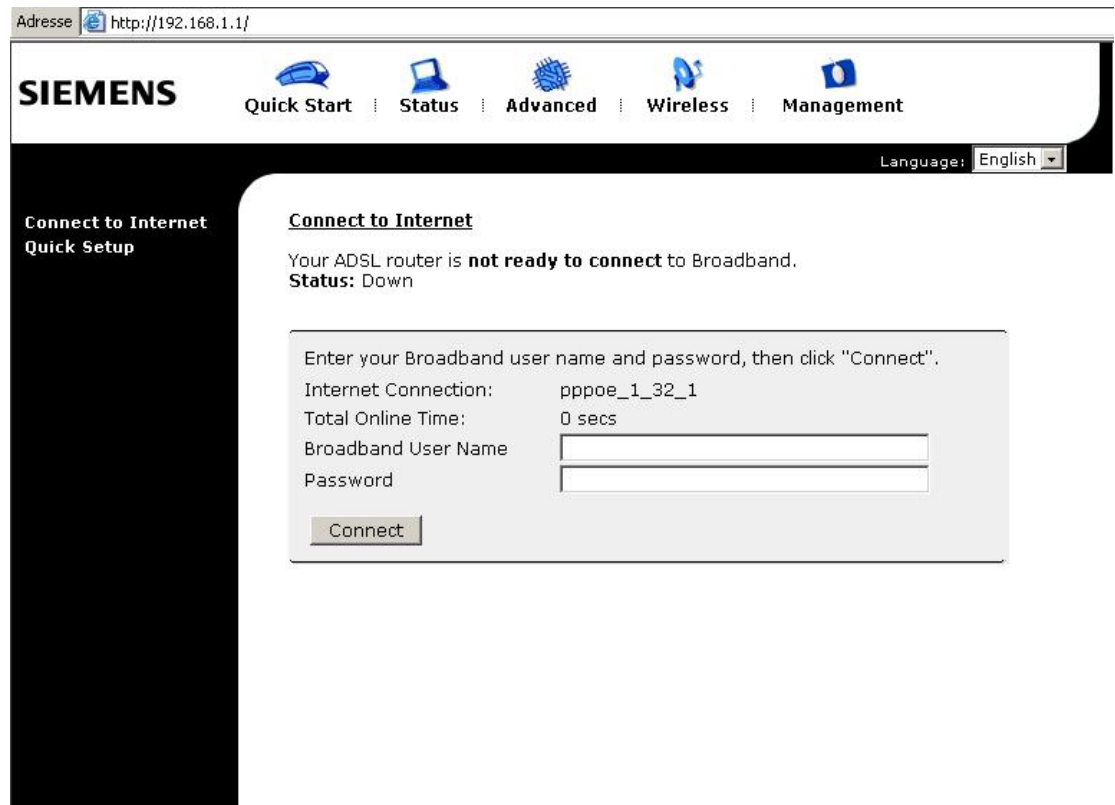 Adresse http://192.168.1.1/
SIEMENS
Quick Start Status Advanced Wireless Management
Language: English
Connect to Internet
Quick Setup
Connect to Internet
Your ADSL router is not ready to connect to Broadband.
Status: Down
Enter your Broadband user name and password, then click "Connect".
Internet Connection: pppoe_1_32_1
Total Online Time: 0 secs
Broadband User Name
Password
Connect